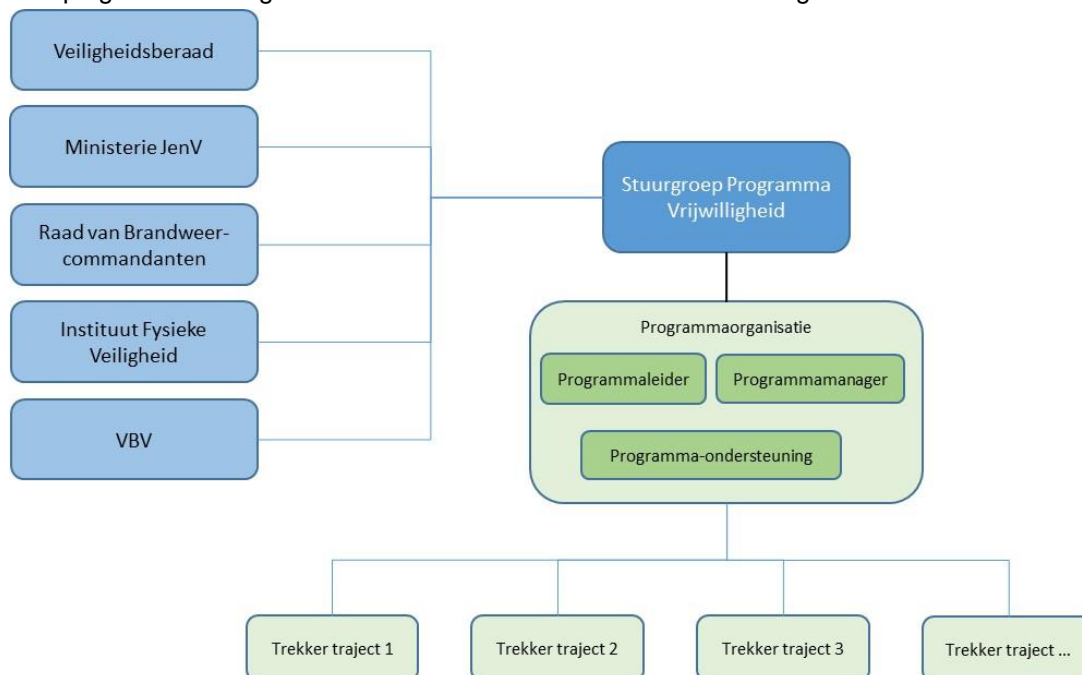 Veiligheidsberaad
Ministerie JenV
Raad van Brandweer-
commandanten
Instituut Fysieke
Veiligheid
VBV
Stuurgroep Programma
Vrijwilligheid
Programmaorganisatie
Programmaleider
Programmamanager
Programma-ondersteuning
Trekker traject 1
Trekker traject 2
Trekker traject 3
Trekker traject ...